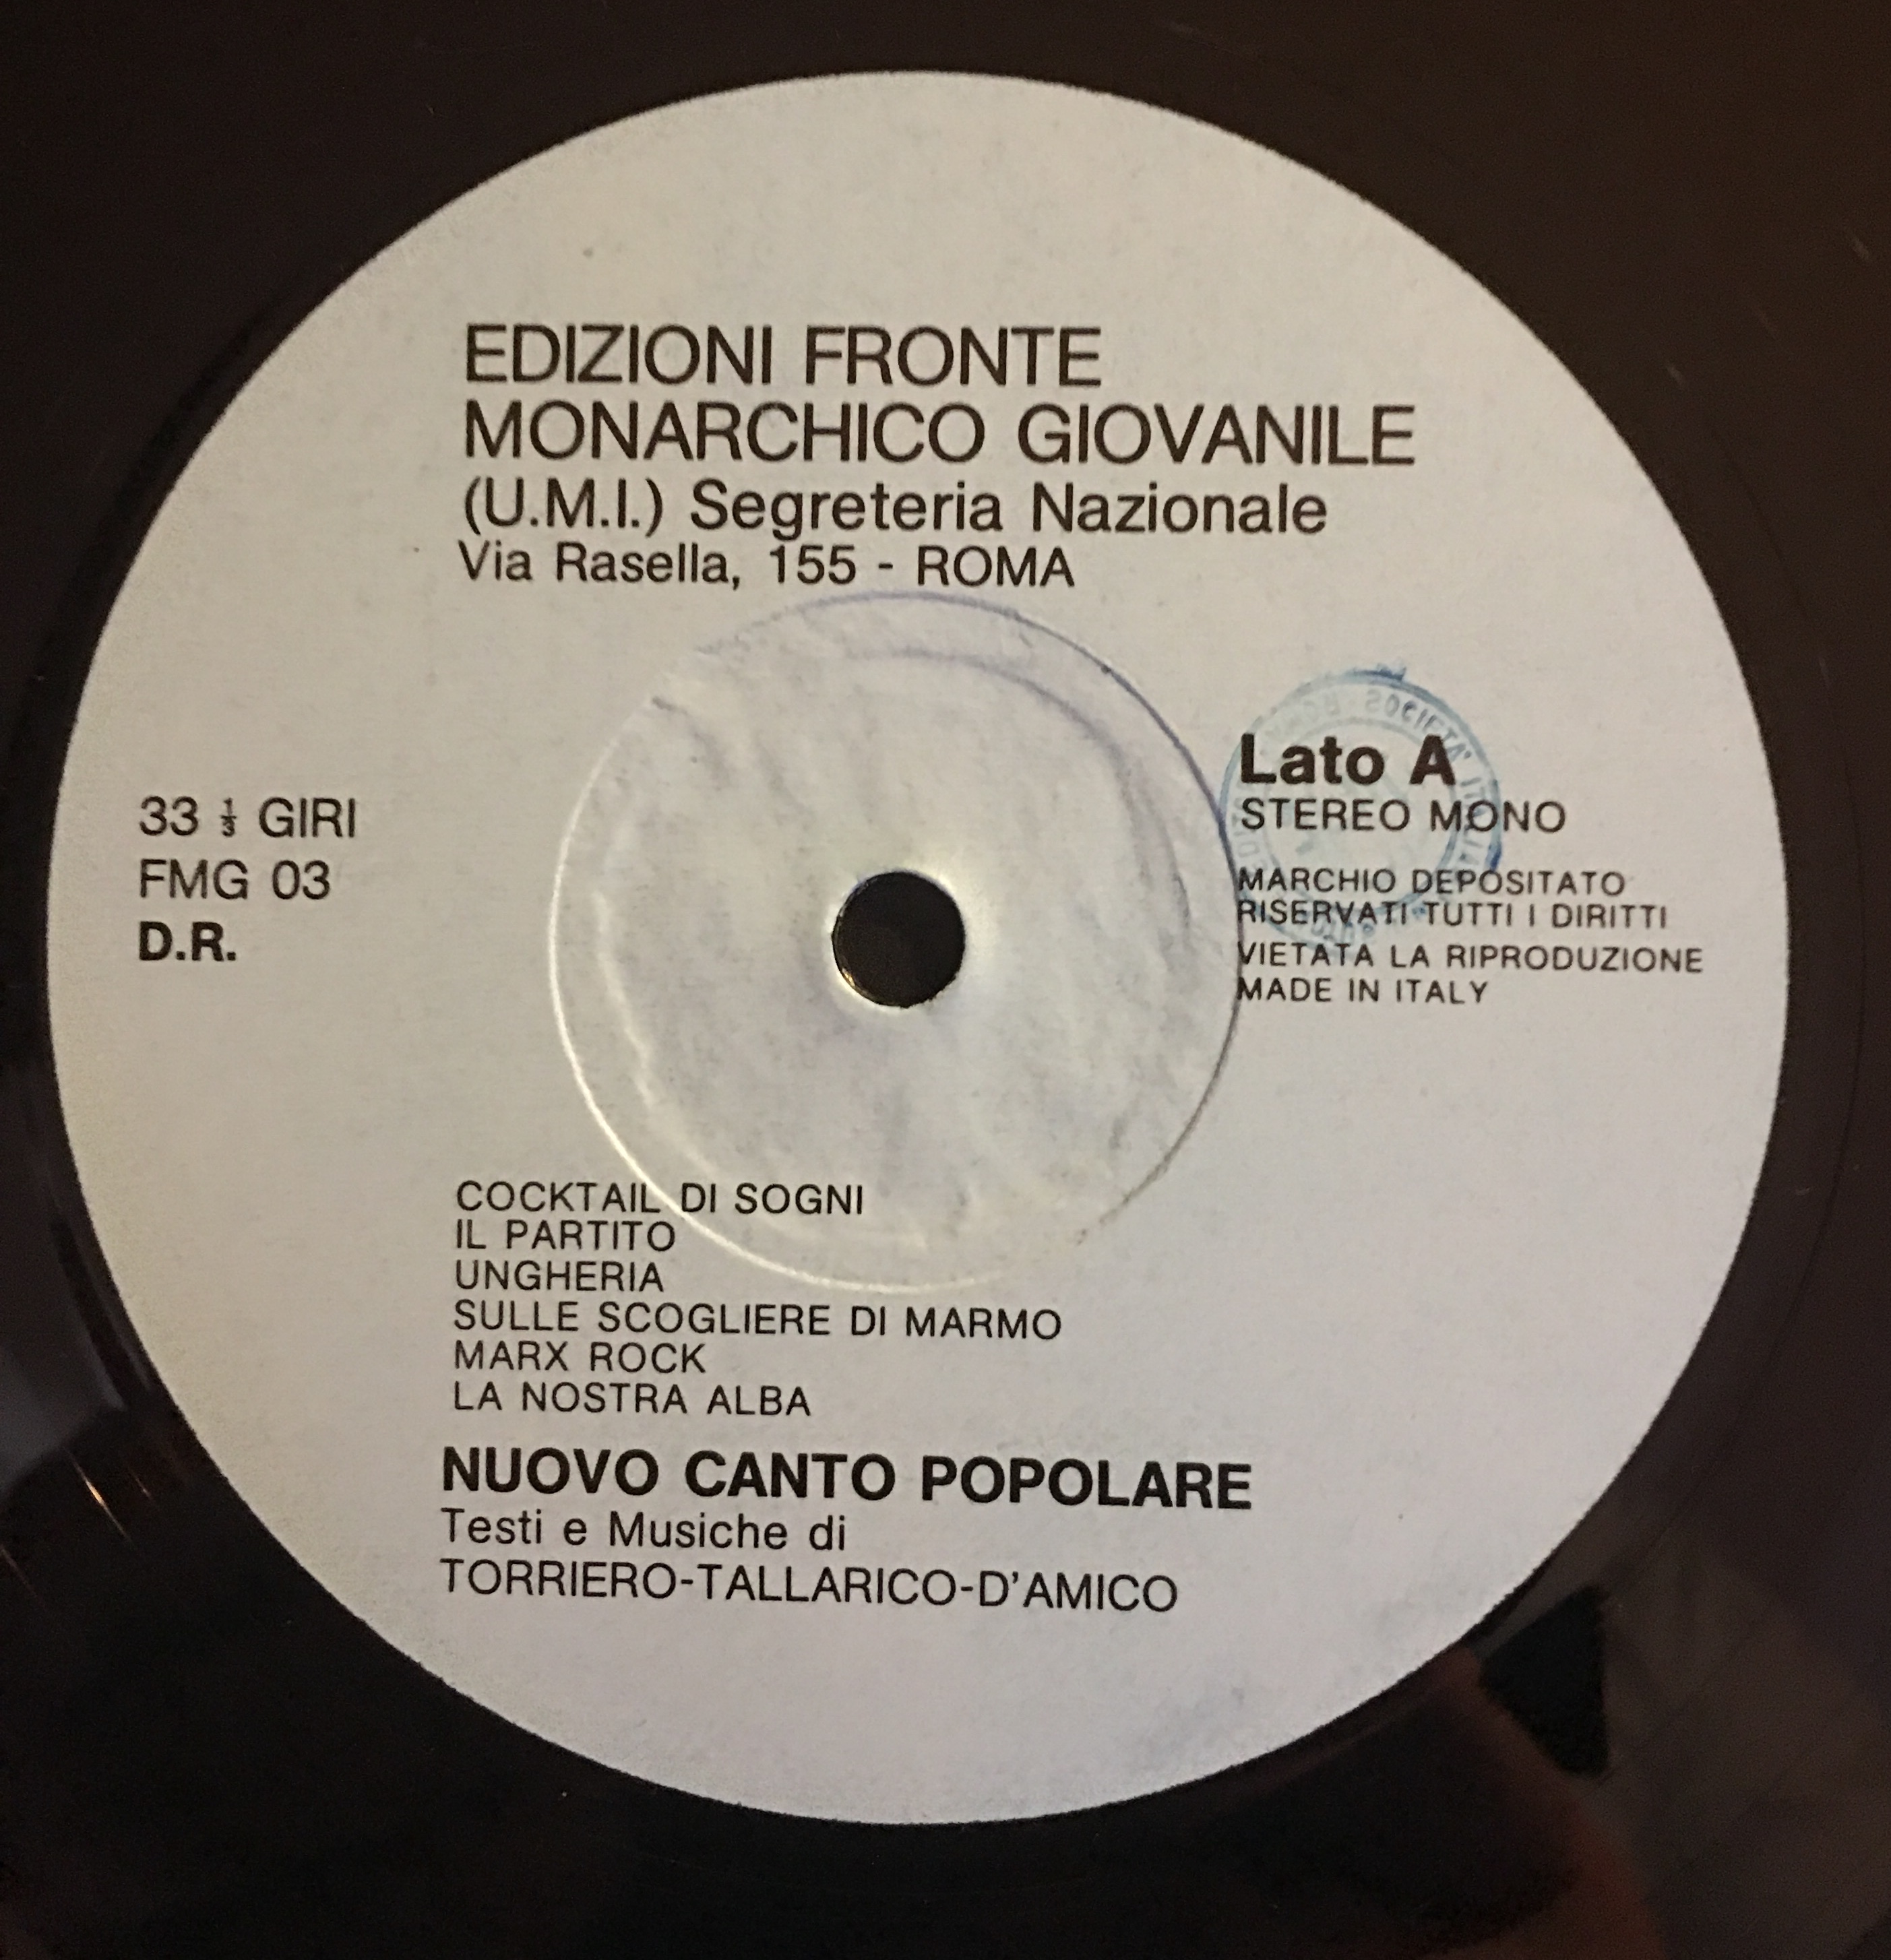 EDIZIONI FRONTE
MONARCHICO GIOVANILE
(U.M.I.) Segreteria Nazionale
Via Rasella, 155 - ROMA
33 ⅓ GIRI
FMG 03
D.R.
SOCIETA'
Lato A
STEREO MONO
MARCHIO DEPOSITATO
RISERVATI TUTTI I DIRITTI
VIETATA LA RIPRODUZIONE
MADE IN ITALY
COCKTAIL DI SOGNI
IL PARTITO
UNGHERIA
SULLE SCOGLIERE DI MARMO
MARX ROCK
LA NOSTRA ALBA
NUOVO CANTO POPOLARE
Testi e Musiche di
TORRIERO-TALLARICO-D'AMICO